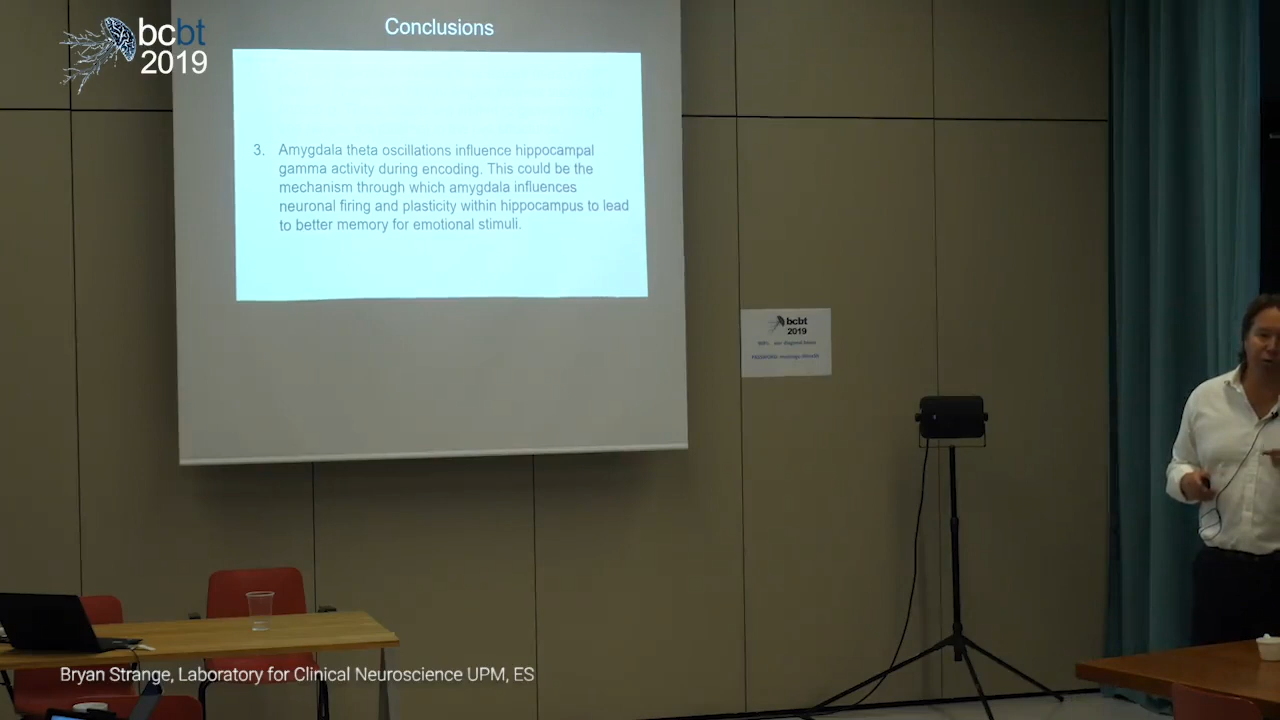 bcbt
2019
Conclusions
3. Amygdala theta oscillations influence hippocampal
gamma activity during encoding. This could be the
mechanism through which amygdala influences
neuronal firing and plasticity within hippocampus to lead
to better memory for emotional stimuli.
bcbt
2019
Bryan Strange, Laboratory for Clinical Neuroscience UPM, ES